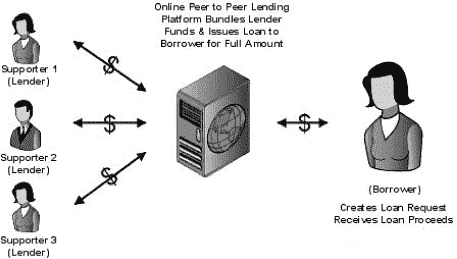 Online Peer to Peer Lending
Platform Bundles Lender
Funds & Issues Loan to
Borrower for Full Amount
$
Supporter 1
(Lender)
$
$
Supporter 2
(Lender)
$
(Borrower)
Creates Loan Request
Receives Loan Proceeds
Supporter 3
(Lender)